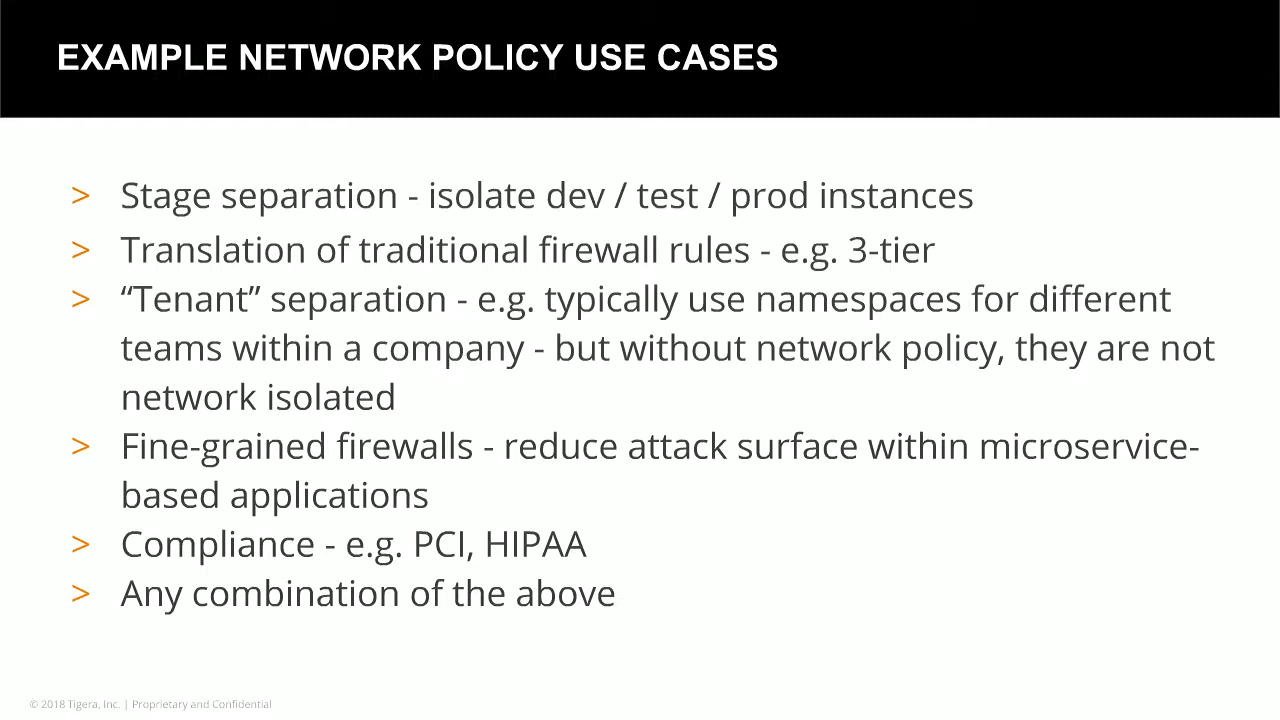 EXAMPLE NETWORK POLICY USE CASES
> Stage separation - isolate dev / test / prod instances
> Translation of traditional firewall rules - e.g. 3-tier
> “Tenant” separation - e.g. typically use namespaces for different
teams within a company - but without network policy, they are not
network isolated
> Fine-grained firewalls - reduce attack surface within microservice-
based applications
> Compliance - e.g. PCI, HIPAA
> Any combination of the above
© 2018 Tigera, Inc. | Proprietary and Confidential